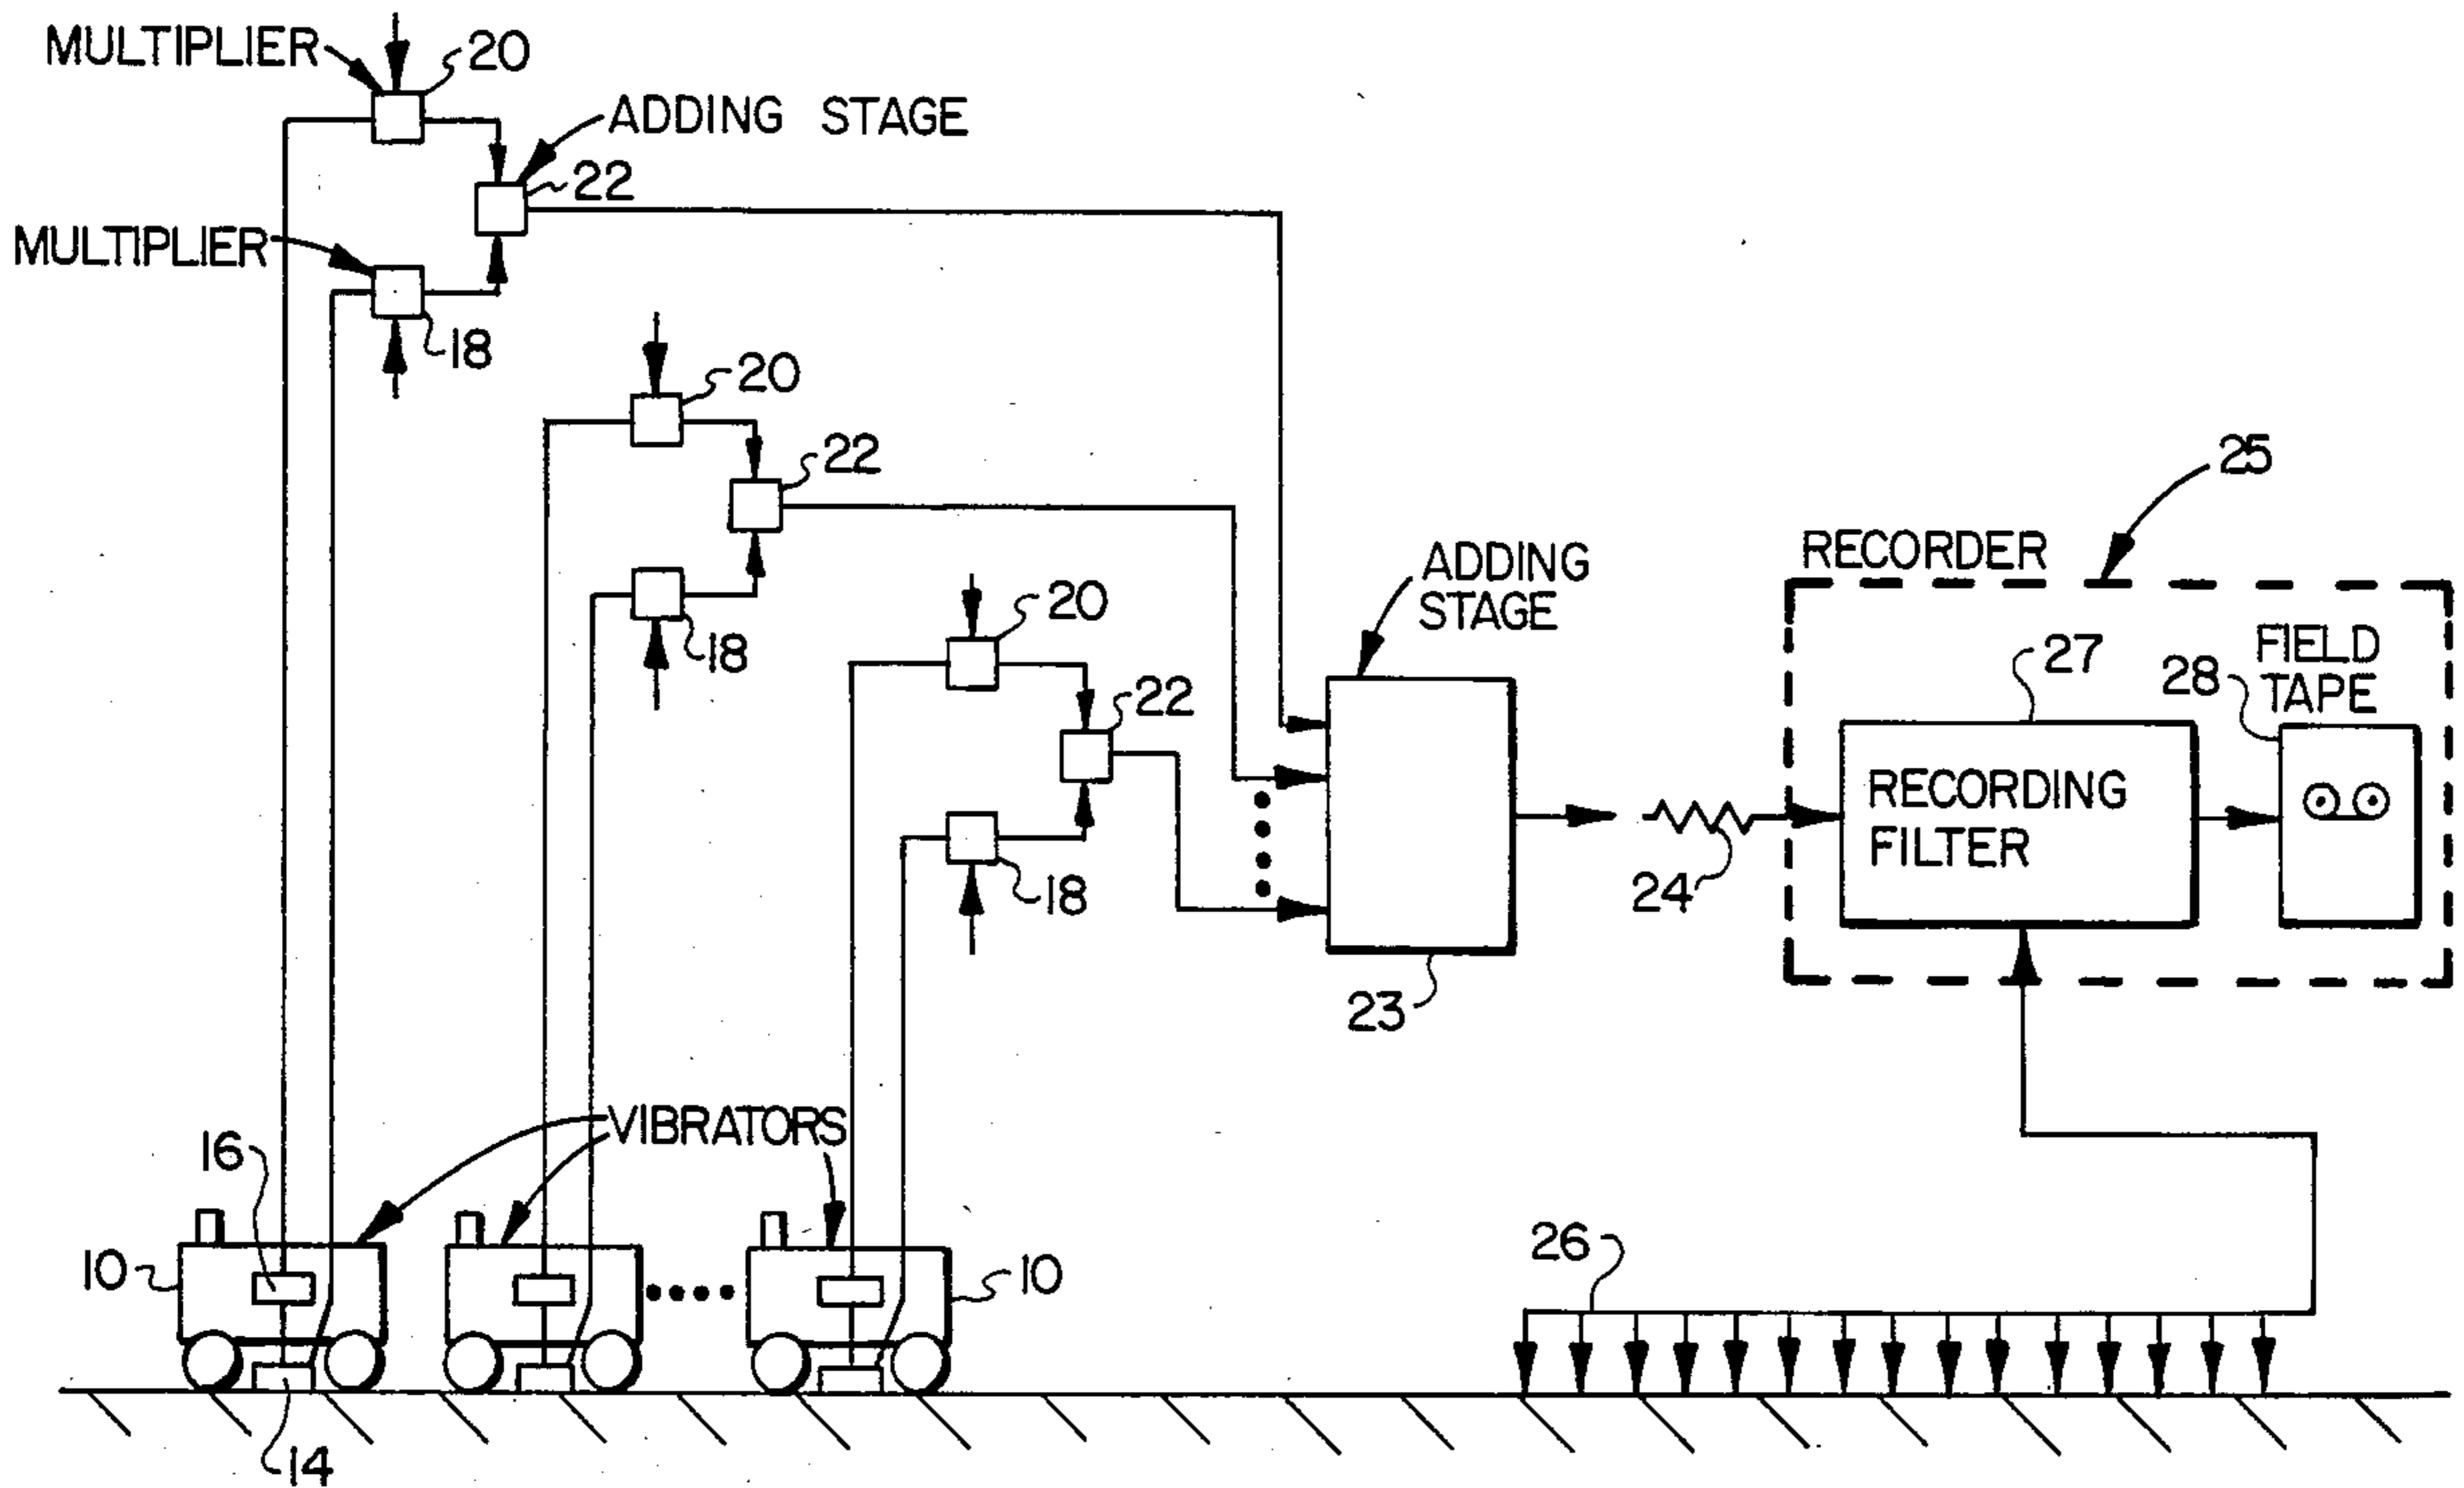 MULTIPLIER
20
ADDING STAGE
22
MULTIPLIER
18
20
22
18
20
22
18
ADDING
STAGE
23
24
25
RECORDER
27
RECORDING
FILTER
28
FIELD
TAPE
VIBRATORS
16
10
10
14
26